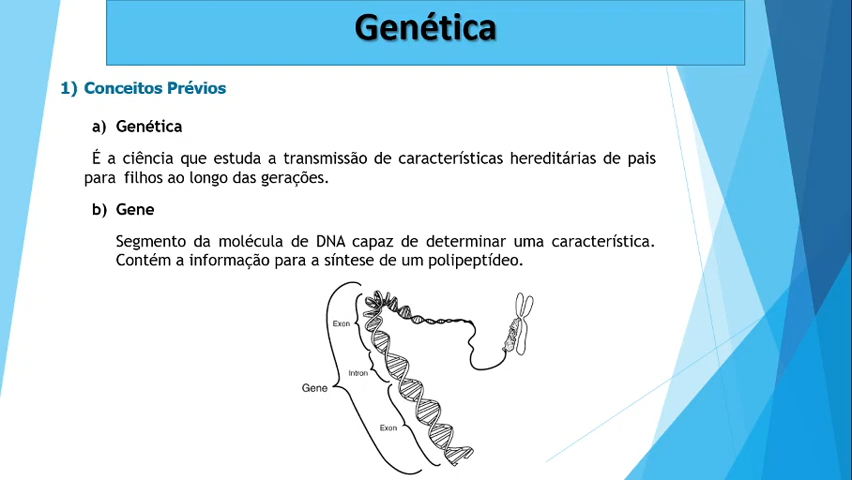 Genética
1) Conceitos Prévios
a) Genética
É a ciência que estuda a transmissão de características hereditárias de pais
para filhos ao longo das gerações.
b) Gene
Segmento da molécula de DNA capaz de determinar uma característica.
Contém a informação para a síntese de um polipeptídeo.
Exon
Intron
Gene
Exon